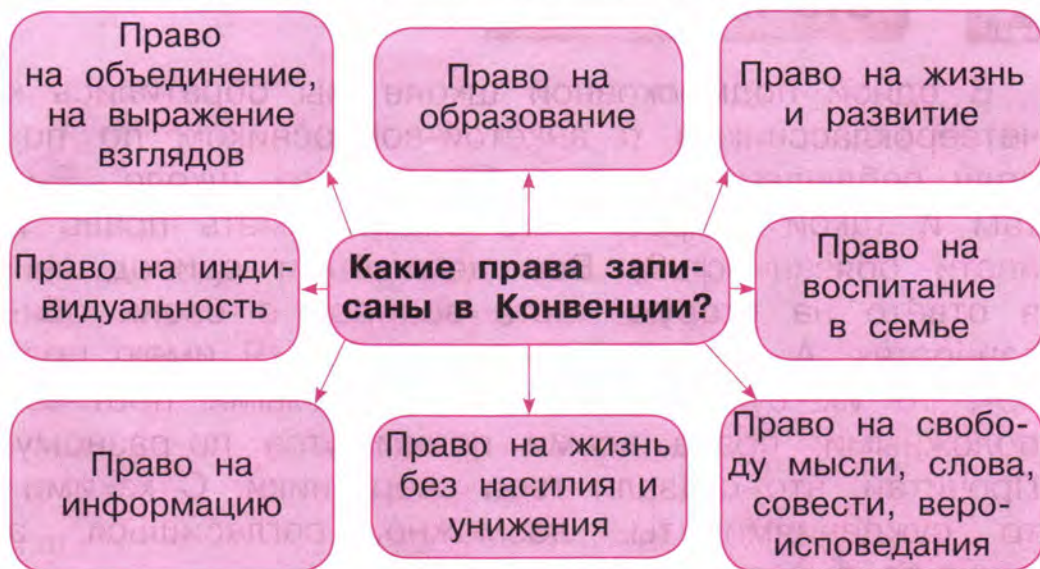 Право
на объединение,
на выражение
взглядов
Право на
образование
Право на жизнь
и развитие
Право на инди-
видуальность
Какие права запи-
саны в Конвенции?
Право на
воспитание
в семье
Право на
информацию
Право на жизнь
без насилия и
унижения
Право на свобо-
ду мысли, слова,
совести, веро-
исповедания